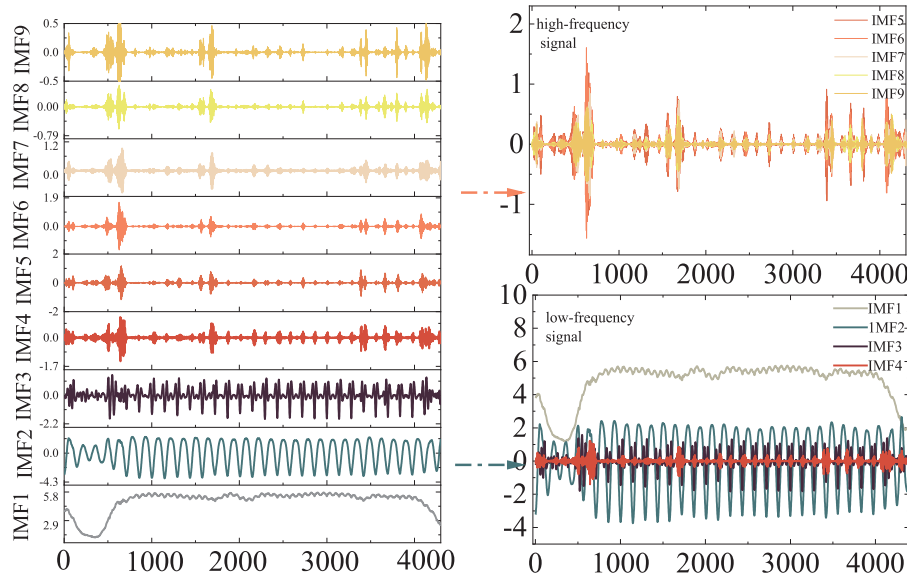 IMF9
0.5
0.0
-0.5
IMF8
0.00
-0.79
IMF7
1.2
0.0
IMF6
1.9
0.0
IMF5
2
0.0
-2
IMF4
0.0
-1.7
IMF3
0.0
-2.2
IMF2
0.0
-4.3
IMF1
5.8
2.9
0 1000 2000 3000 4000
high-frequency
signal
IMF5
IMF6
IMF7
IMF8
IMF9
2
1
0
-1
0 1000 2000 3000 4000
low-frequency
signal
IMF1
1MF2
IMF3
IMF4
10
8
6
4
2
0
-2
-4
0 1000 2000 3000 4000